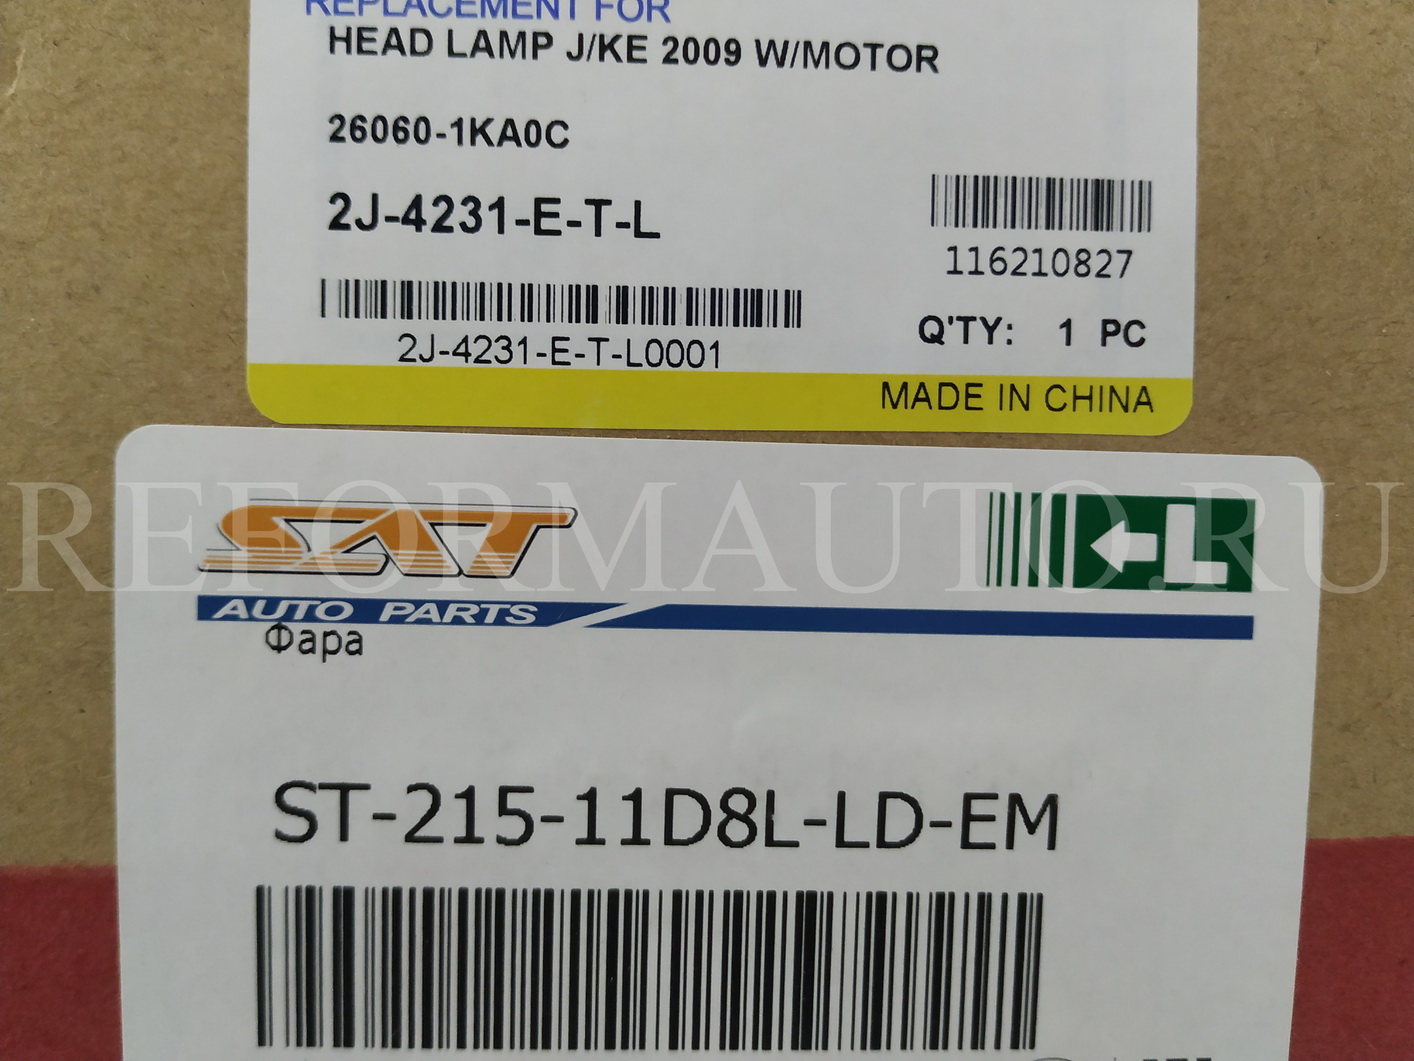 REPLACEMENT FOR
HEAD LAMP J/KE 2009 W/MOTOR
26060-1KA0C
2J-4231-E-T-L
116210827
2J-4231-E-T-L0001
Q'TY: 1 PC
MADE IN CHINA
REFORMAUTO.RU
SAT
L
AUTO PARTS
Фара
ST-215-11D8L-LD-EM